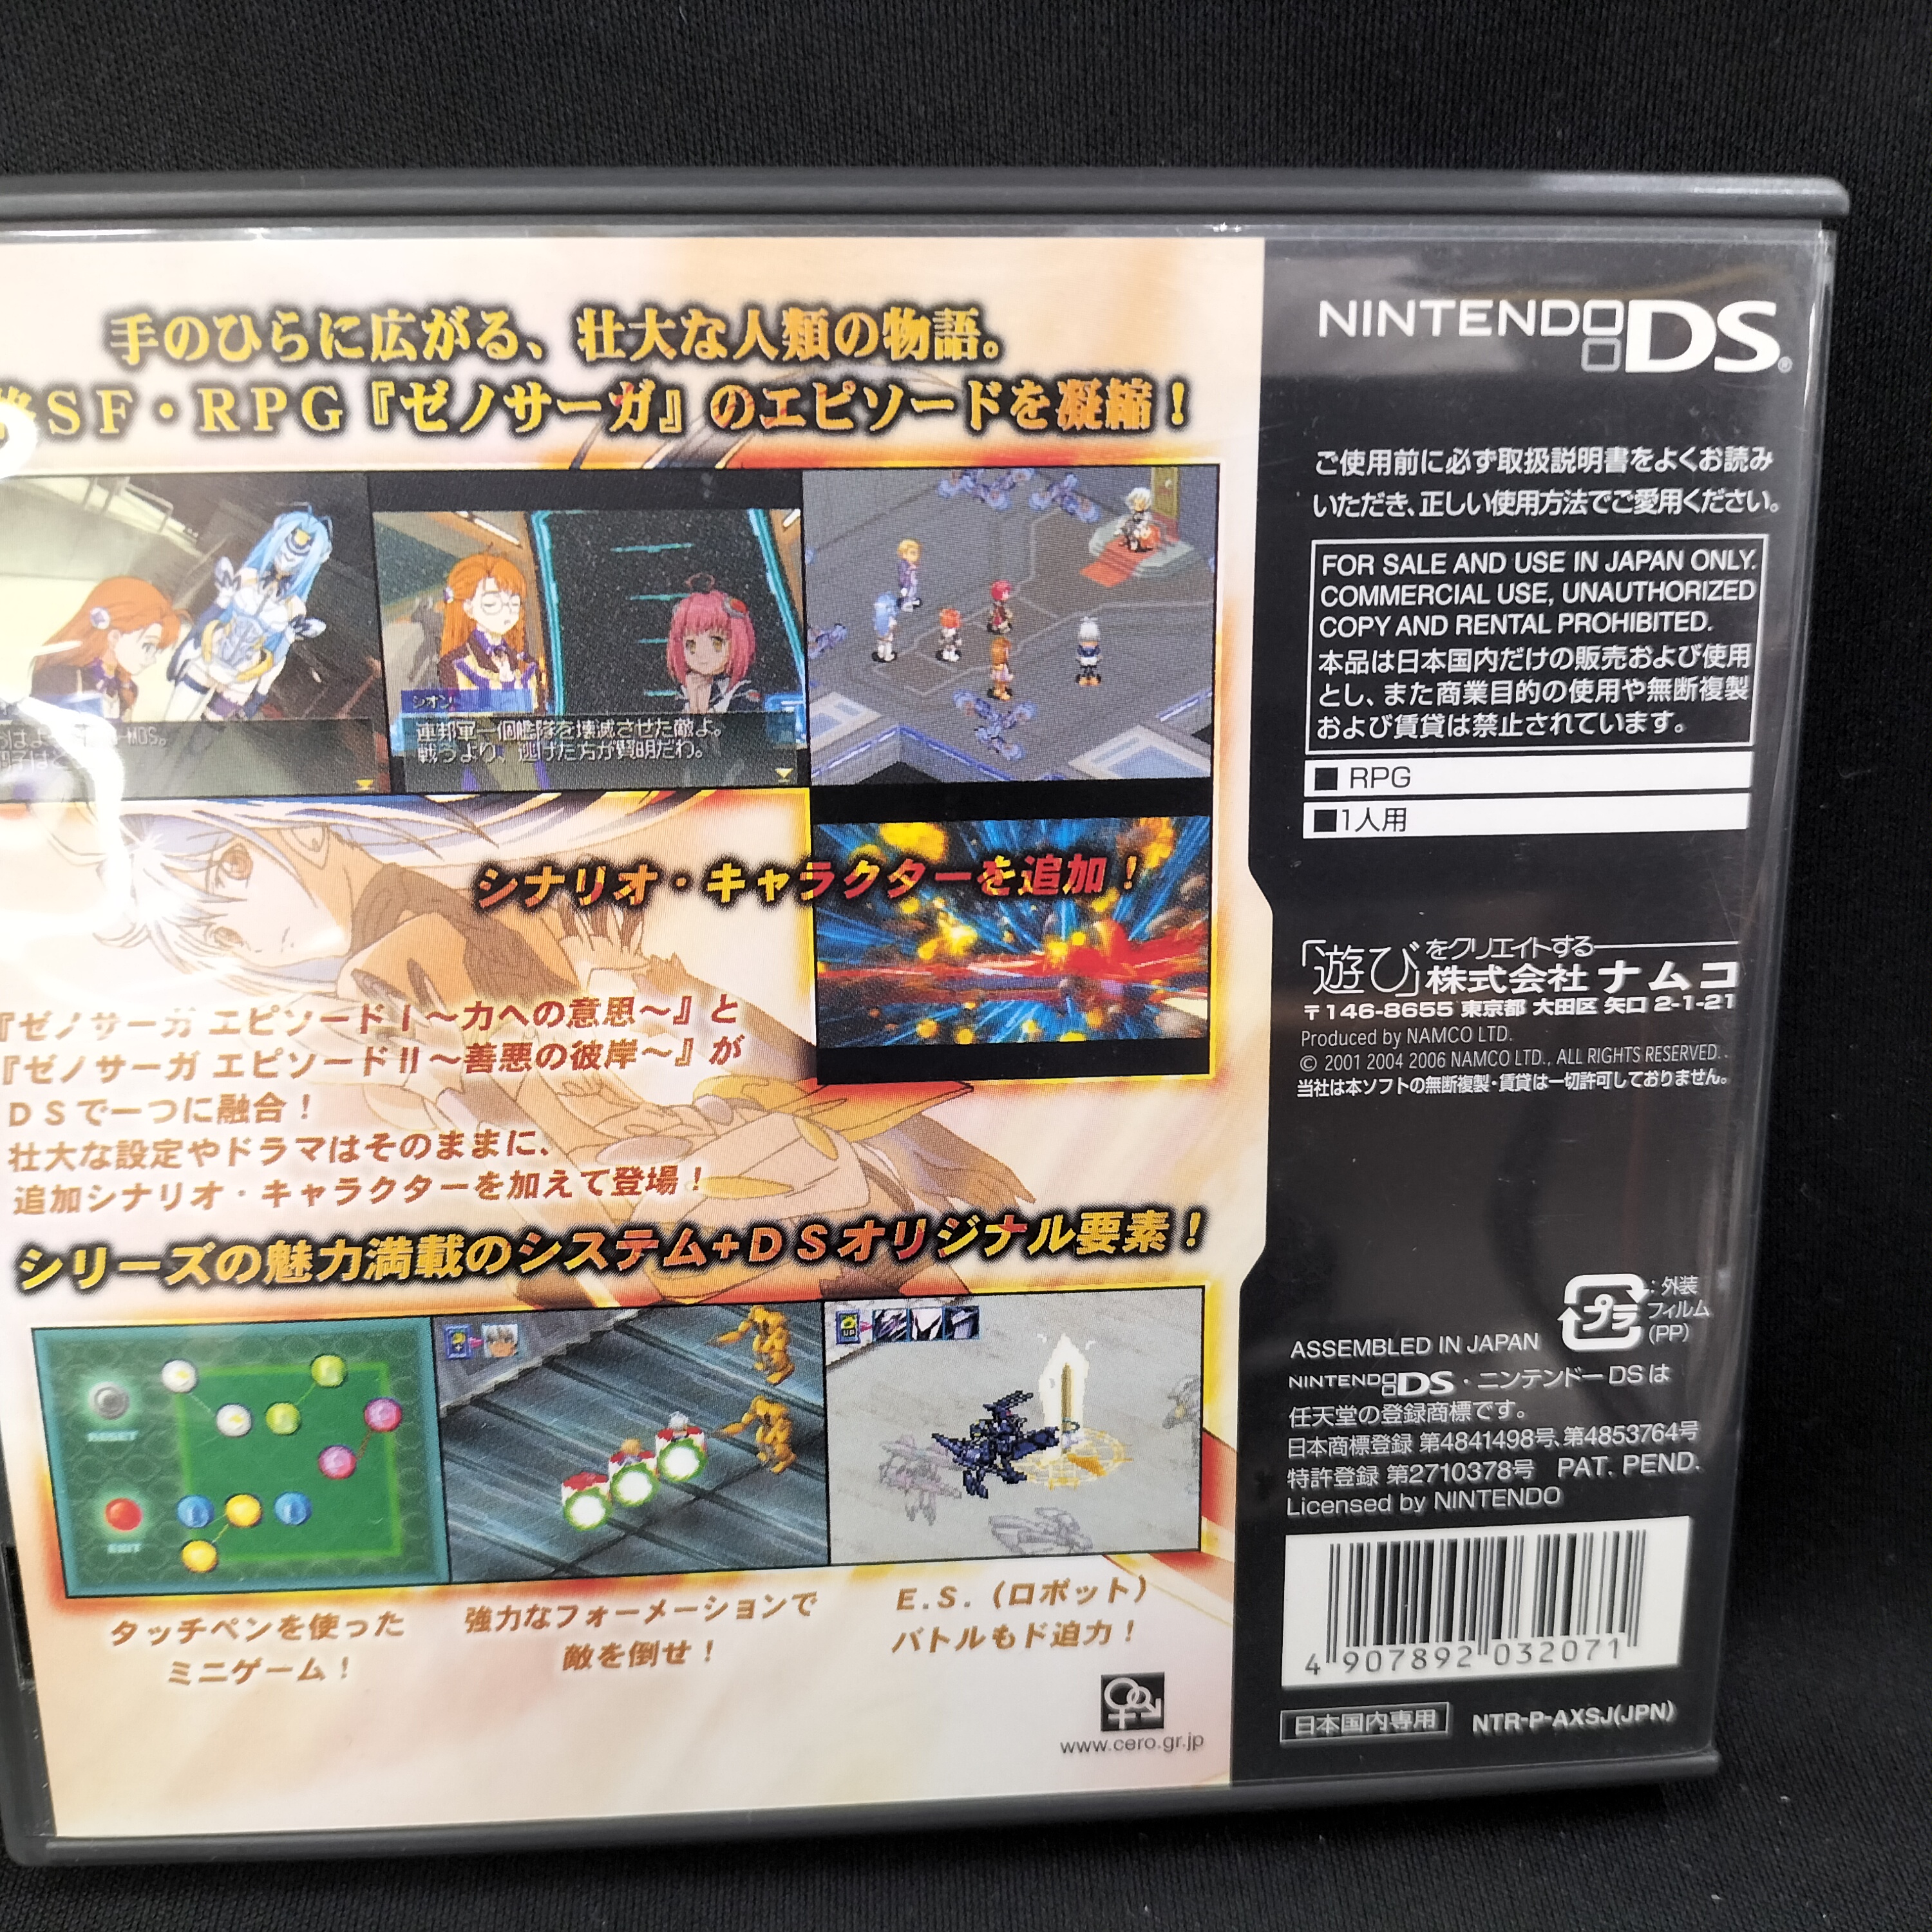 手のひらに広がる、壮大な人類の物語。
SF・RPG『ゼノサーガ』のエピソードを凝縮！
-MOS。
シオン
連邦軍一個艦隊を壊滅させた敵よ。
戦うより、逃げた方が賢明だわ。
シナリオ・キャラクターを追加！
『ゼノサーガ エピソードⅠ～力への意思～』と
『ゼノサーガ エピソードⅡ～善悪の彼岸～』が
DSで一つに融合！
壮大な設定やドラマはそのままに、
追加シナリオ・キャラクターを加えて登場！
シリーズの魅力満載のシステム+DSオリジナル要素！
RESET
EXIT
UP
タッチペンを使った
ミニゲーム！
強力なフォーメーションで
敵を倒せ！
E.S.（ロボット）
バトルもド迫力！
www.cero.gr.jp
NINTENDO DS®
ご使用前に必ず取扱説明書をよくお読み
いただき、正しい使用方法でご愛用ください。
FOR SALE AND USE IN JAPAN ONLY.
COMMERCIAL USE, UNAUTHORIZED
COPY AND RENTAL PROHIBITED.
本品は日本国内だけの販売および使用
とし、また商業目的の使用や無断複製
および賃貸は禁止されています。
■ RPG
■1人用
「遊び」をクリエイトする
株式会社 ナムコ
〒146-8655 東京都 大田区 矢口 2-1-21
Produced by NAMCO LTD.
© 2001 2004 2006 NAMCO LTD., ALL RIGHTS RESERVED.
当社は本ソフトの無断複製・賃貸は一切許可しておりません。
プラ
：外装
フィルム
(PP)
ASSEMBLED IN JAPAN
NINTENDO DS・ニンテンドーDSは
任天堂の登録商標です。
日本商標登録 第4841498号、第4853764号
特許登録 第2710378号 PAT. PEND.
Licensed by NINTENDO
4 907892 032071
日本国内専用
NTR-P-AXSJ(JPN)